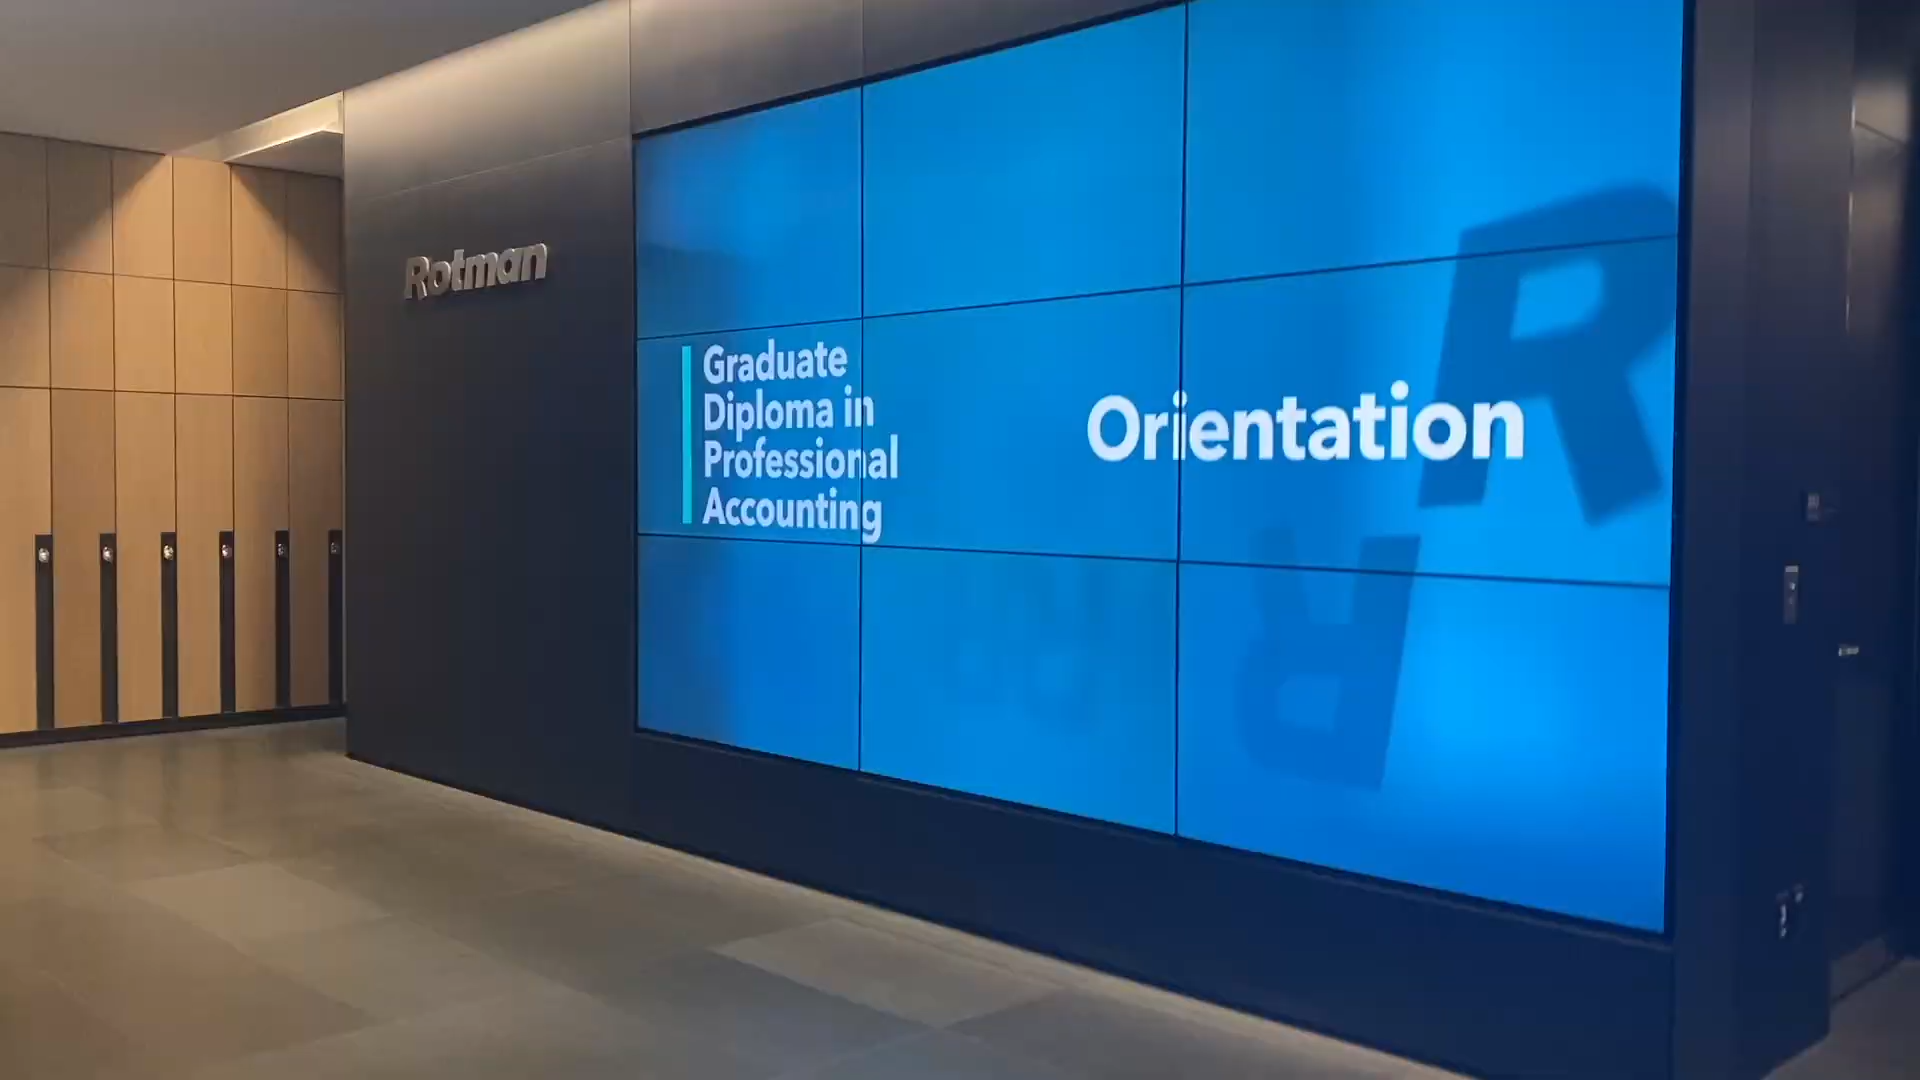 Rotman
Graduate
Diploma in
Professional
Accounting
Orientation
R
R